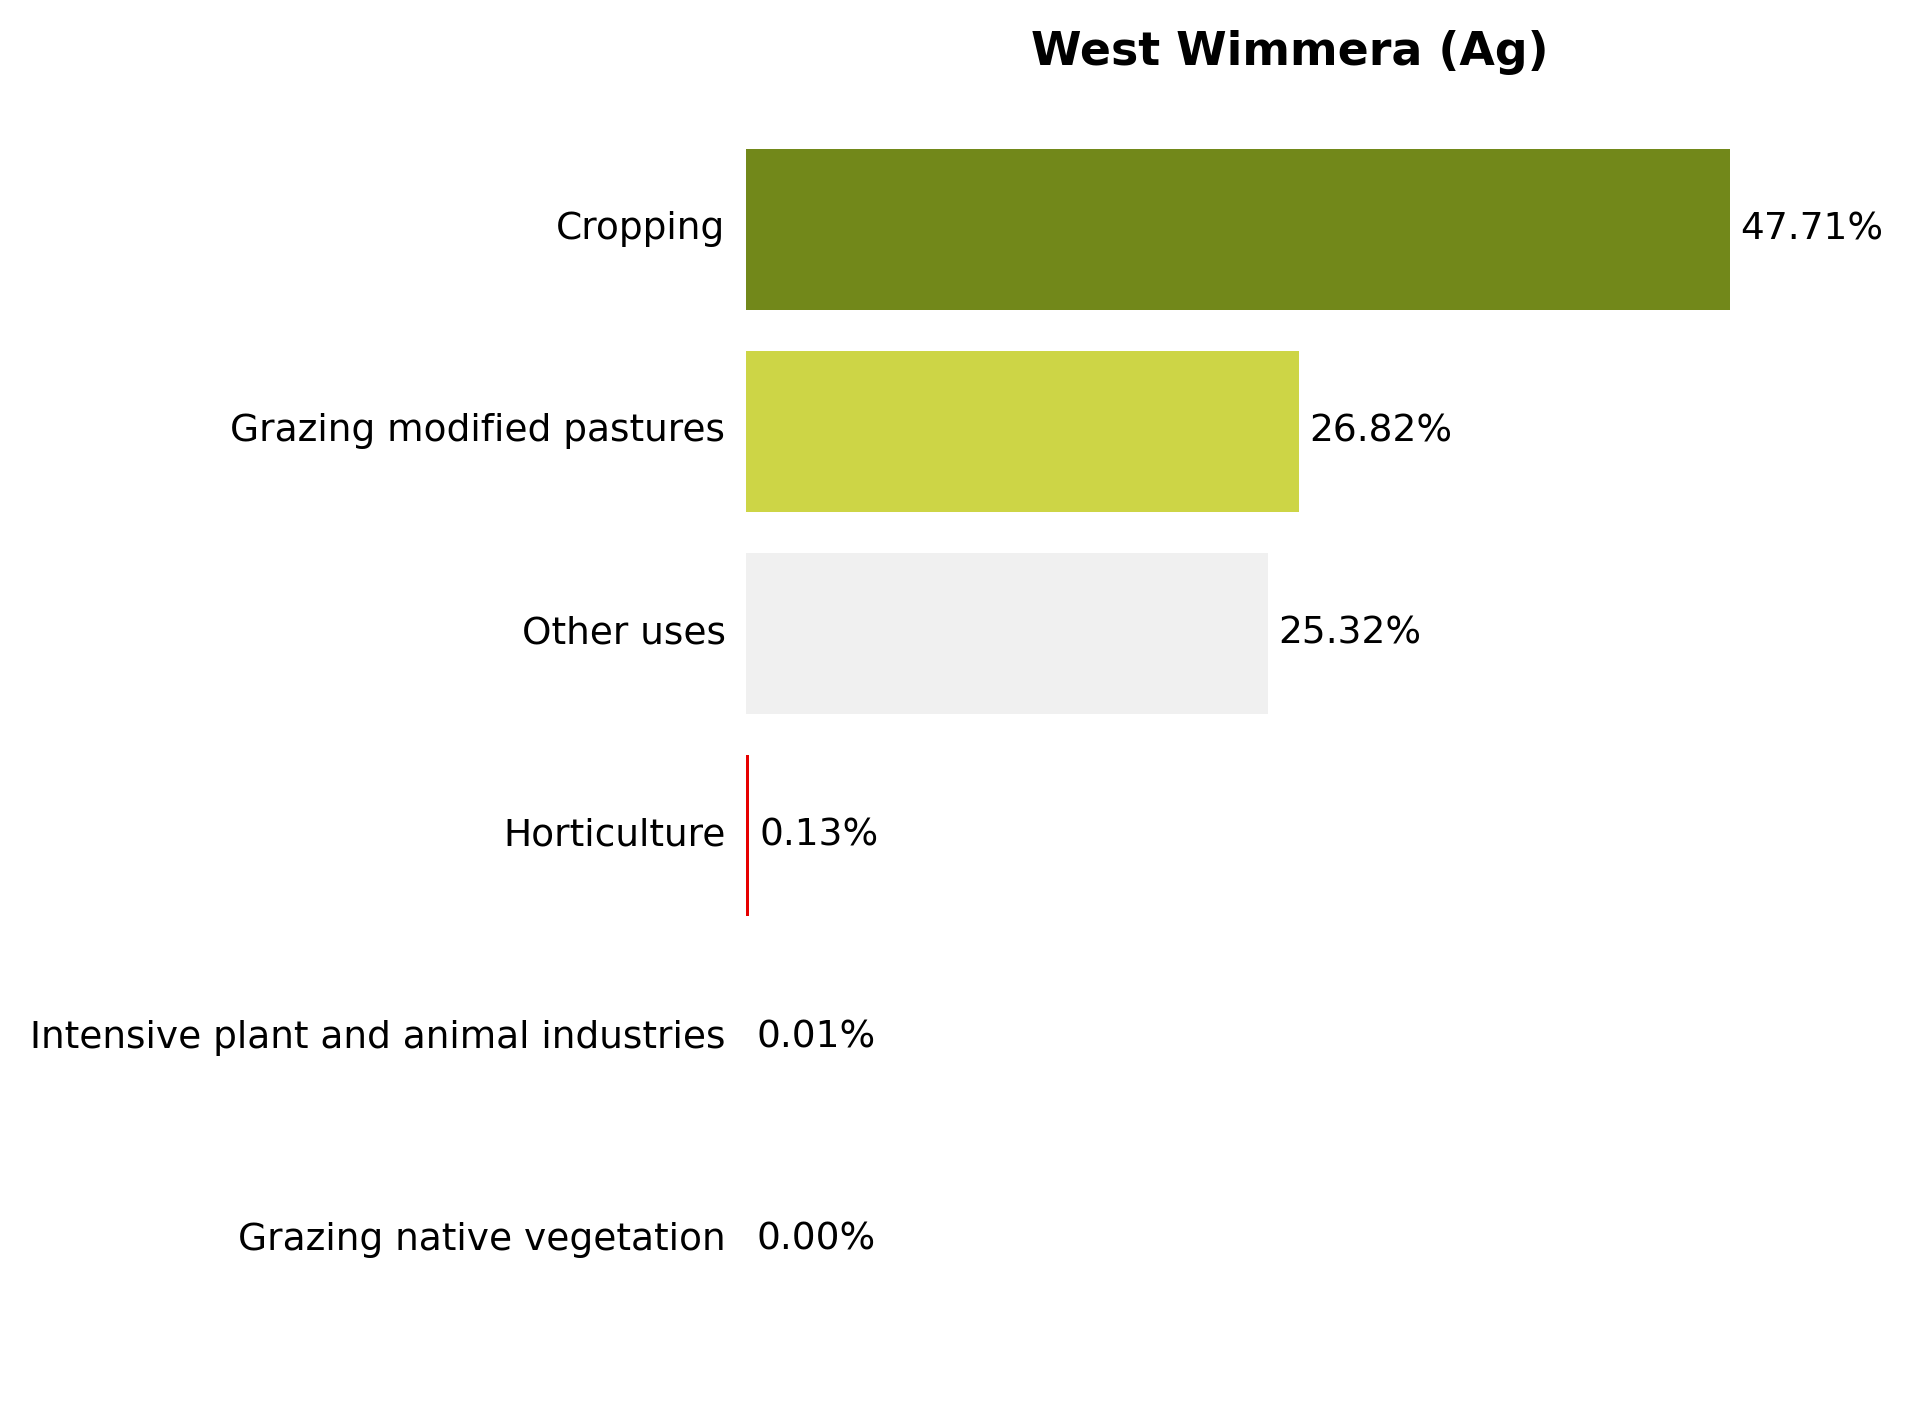 West Wimmera (Ag)
Cropping 47.71%
Grazing modified pastures 26.82%
Other uses 25.32%
Horticulture 0.13%
Intensive plant and animal industries 0.01%
Grazing native vegetation 0.00%